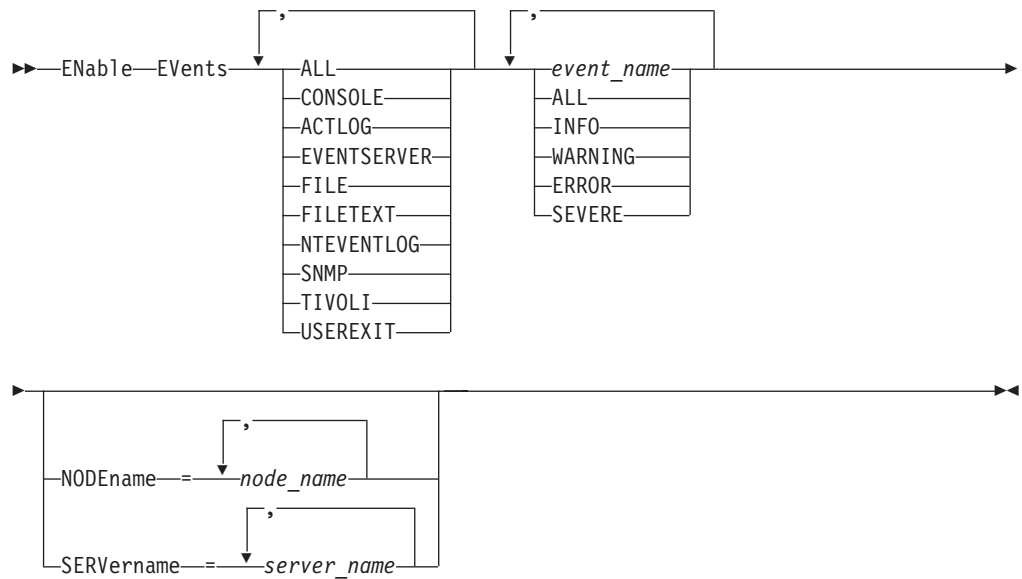 , ,
ENable EVents ALL event_name
CONSOLE ALL
ACTLOG INFO
EVENTSERVER WARNING
FILE ERROR
FILETEXT SEVERE
NTEVENTLOG
SNMP
TIVOLI
USEREXIT
,
NODEname = node_name
,
SERVername = server_name